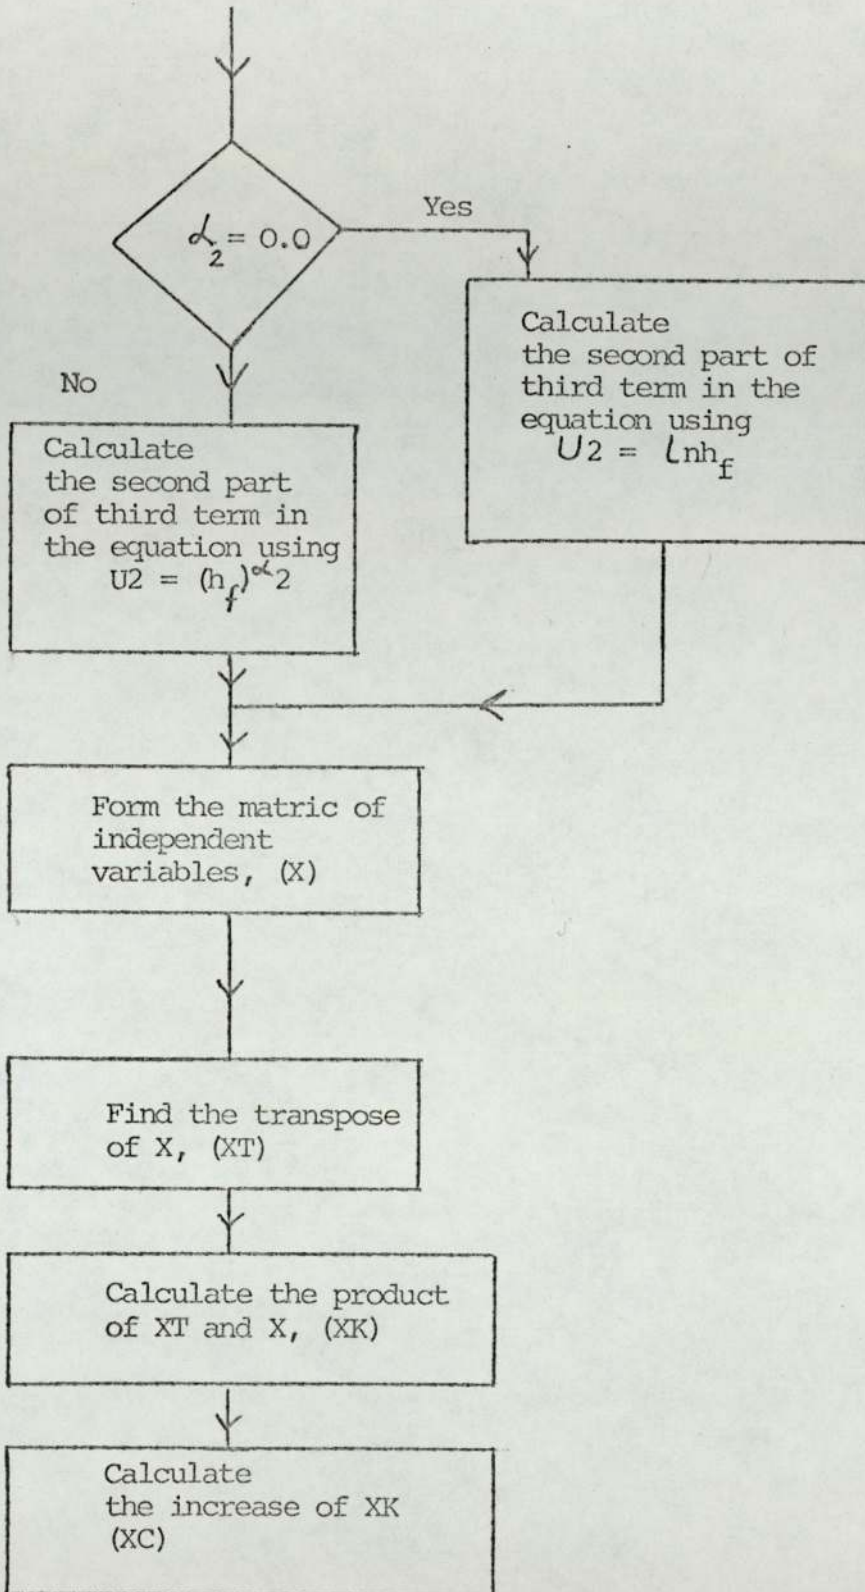 α₂ = 0.0
Yes
Calculate
the second part of
third term in the
equation using
U2 = lnh_f
No
Calculate
the second part
of third term in
the equation using
U2 = (h_f)^α2
Form the matric of
independent
variables, (X)
Find the transpose
of X, (XT)
Calculate the product
of XT and X, (XK)
Calculate
the increase of XK
(XC)